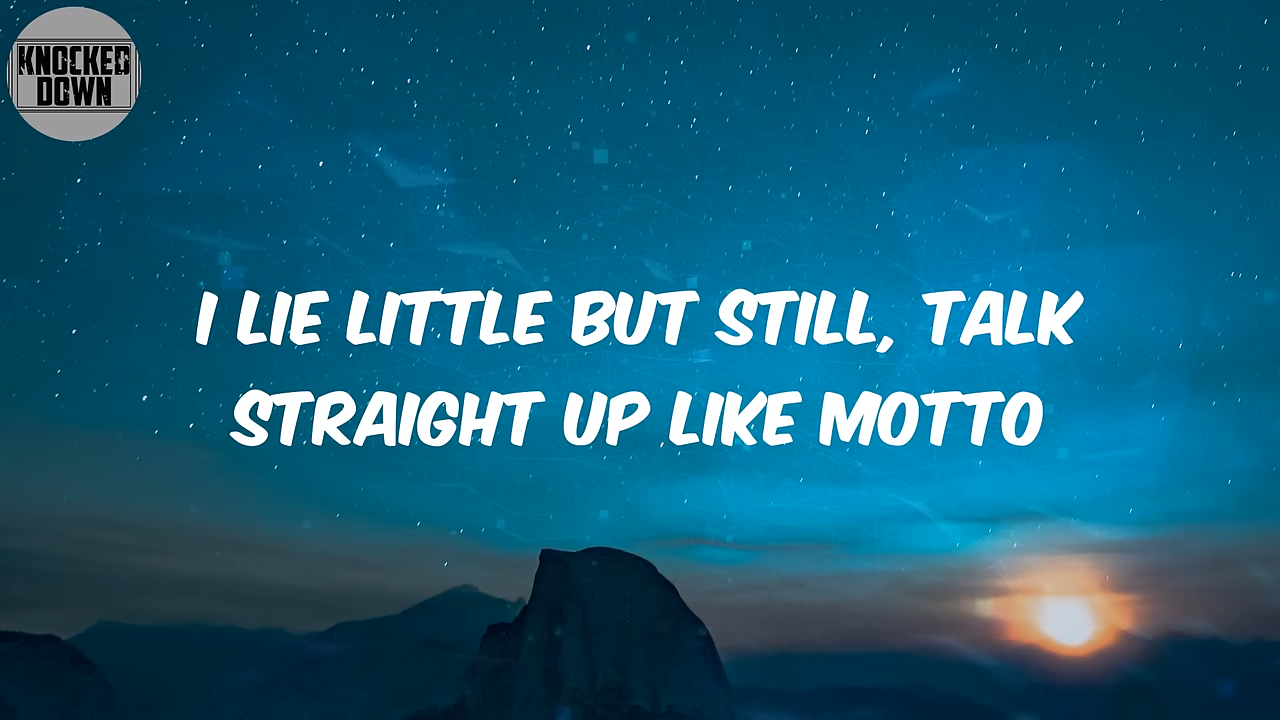 KNOCKED
DOWN
I LIE LITTLE BUT STILL, TALK
STRAIGHT UP LIKE MOTTO